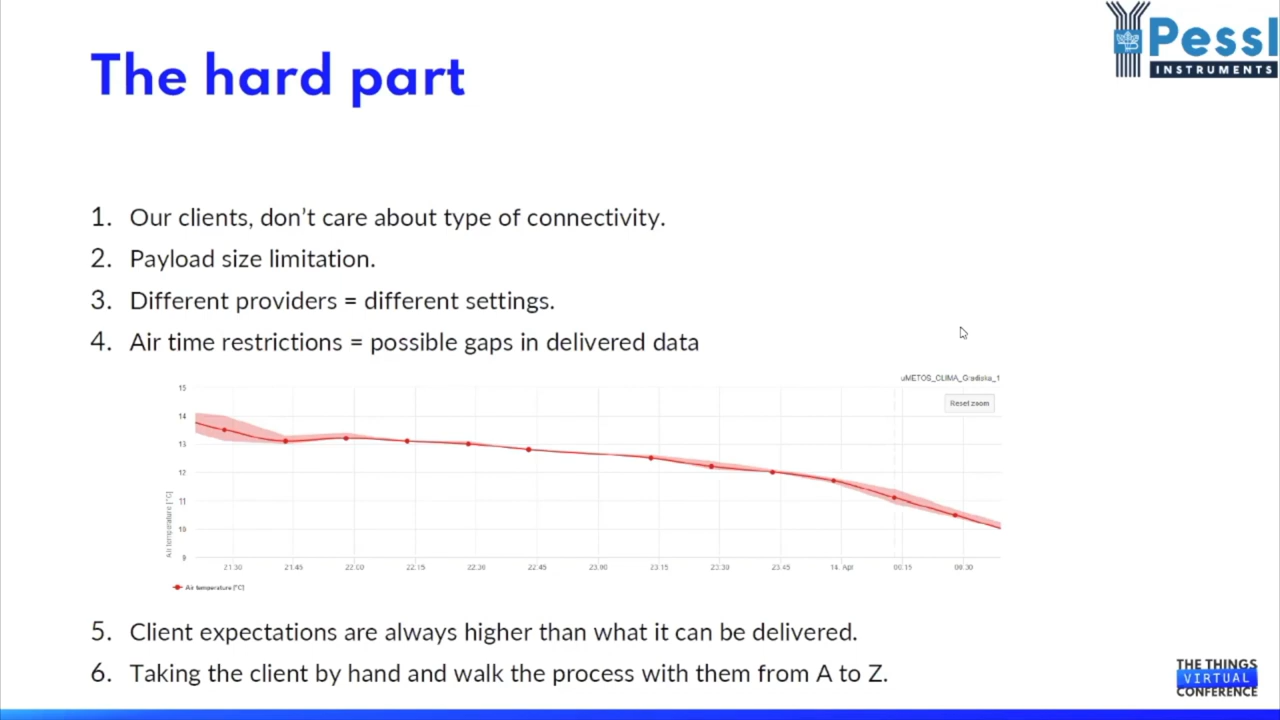 Pessl
INSTRUMENTS
The hard part
1. Our clients, don't care about type of connectivity.
2. Payload size limitation.
3. Different providers = different settings.
4. Air time restrictions = possible gaps in delivered data
uMETOS_CLIMA_Gradiska_1
Reset zoom
15
14
13
12
11
10
9
Air temperature [°C]
21:30 21:45 22:00 22:15 22:30 22:45 23:00 23:15 23:30 23:45 14. Apr 00:15 00:30
Air temperature [°C]
5. Client expectations are always higher than what it can be delivered.
6. Taking the client by hand and walk the process with them from A to Z.
THE THINGS
VIRTUAL
CONFERENCE